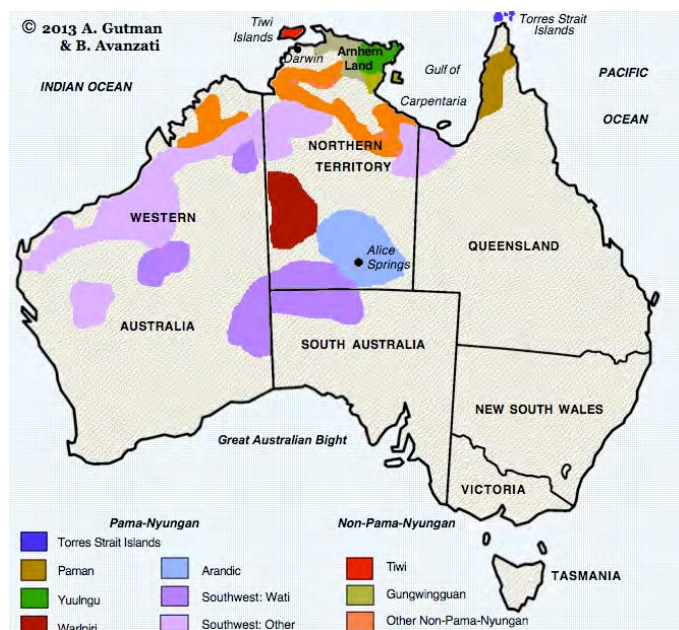 © 2013 A. Gutman
& B. Avanzati
Tiwi
Islands
Torres Strait
Islands
Darwin
Arnhern
Land
Gulf of
Carpentaria
PACIFIC
OCEAN
INDIAN OCEAN
NORTHERN
TERRITORY
WESTERN
AUSTRALIA
Alice
Springs
QUEENSLAND
SOUTH AUSTRALIA
NEW SOUTH WALES
Great Australian Bight
VICTORIA
TASMANIA
Pama-Nyungan
Non-Pama-Nyungan
Torres Strait Islands
Paman
Yuulngu
Warlpiri
Arandic
Southwest: Wati
Southwest: Other
Tiwi
Gungwingguan
Other Non-Pama-Nyungan